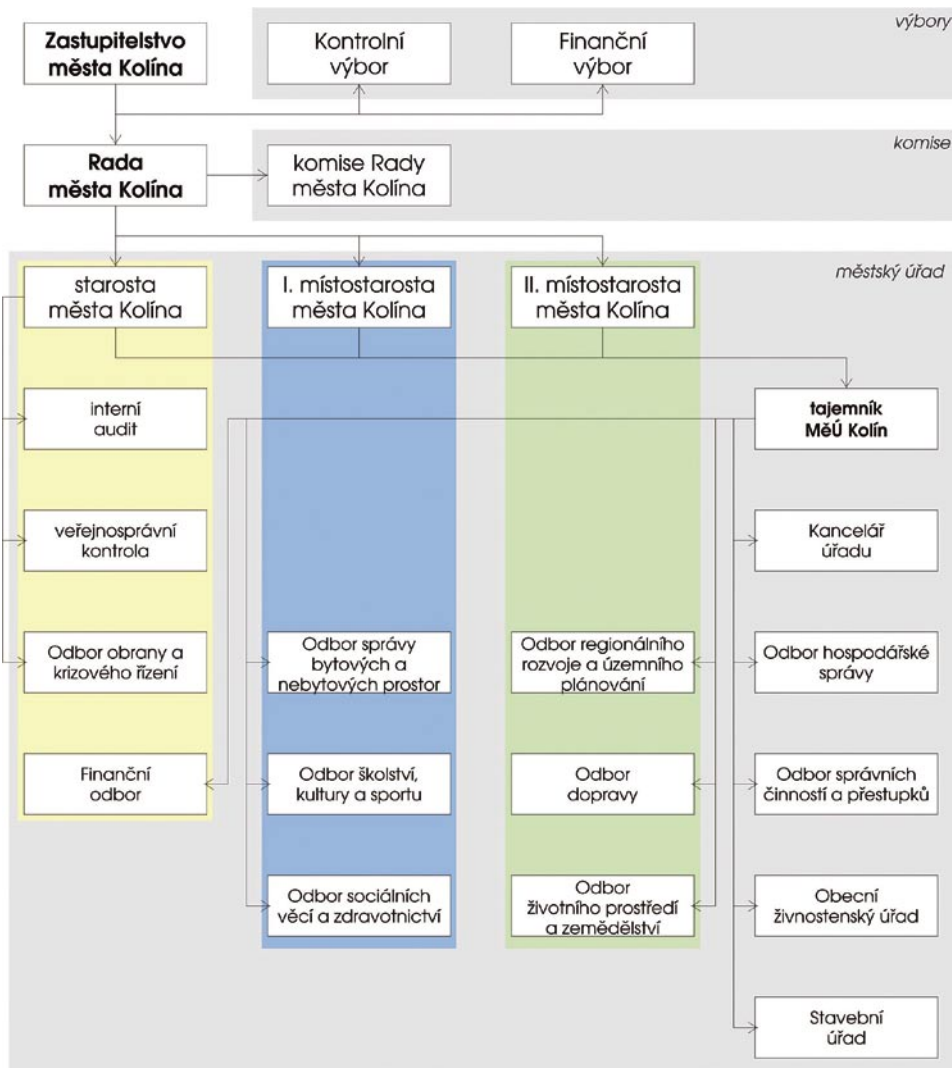 výbory
Zastupitelstvo
města Kolína
Kontrolní
výbor
Finanční
výbor
komise
Rada
města Kolína
komise Rady
města Kolína
městský úřad
starosta
města Kolína
I. místostarosta
města Kolína
II. místostarosta
města Kolína
interní
audit
tajemník
MěÚ Kolín
veřejnosprávní
kontrola
Kancelář
úřadu
Odbor obrany a
krizového řízení
Odbor správy
bytových a
nebytových prostor
Odbor regionálního
rozvoje a územního
plánování
Odbor hospodářské
správy
Finanční
odbor
Odbor školství,
kultury a sportu
Odbor
dopravy
Odbor správních
činností a přestupků
Odbor sociálních
věcí a zdravotnictví
Odbor
životního prostředí
a zemědělství
Obecní
živnostenský úřad
Stavební
úřad